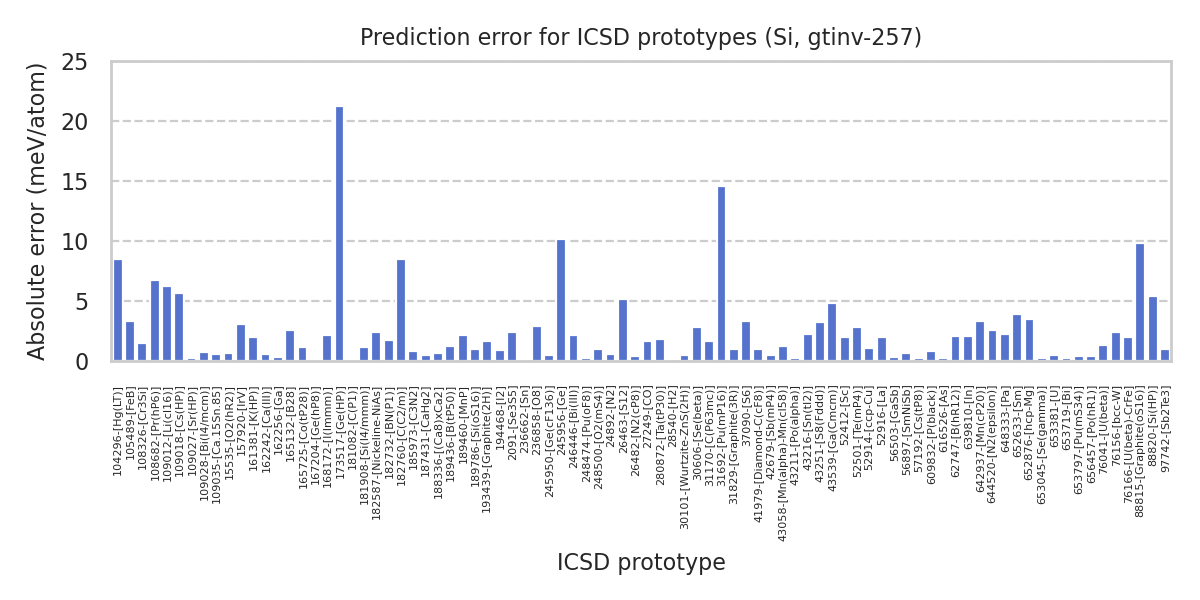 Prediction error for ICSD prototypes (Si, gtinv-257)
Absolute error (meV/atom)
25
20
15
10
5
0
104296-[Hg(LT)]
105489-[FeB]
108326-[Cr3Si]
108682-[Pr(hP6)]
109012-[Li(cI16)]
109018-[Cs(HP)]
109027-[Sr(HP)]
109028-[Bi(I4/mcm)]
109035-[Ca.15Sn.85]
15535-[O2(hR2)]
157920-[IrV]
161381-[K(HP)]
162242-[Ca(III)]
162256-[Ga]
165132-[B28]
165725-[Co(tP28)]
167204-[Ge(hP8)]
168172-[I(Immm)]
173517-[Ge(HP)]
181082-[C(P1)]
181908-[Si(I4/mmm)]
182587-[Nickeline-NiAs]
182732-[BN(P1)]
182760-[C(C2/m)]
185973-[C3N2]
187431-[CaHg2]
188336-[(Ca8)xCa2]
189436-[B(tP50)]
189460-[MnP]
189786-[Si(oS16)]
193439-[Graphite(2H)]
194468-[I2]
2091-[Se3S5]
236662-[Sn]
236858-[O8]
245950-[Ge(cF136)]
245956-[Ge]
246446-[Bi(III)]
248474-[Pu(oF8)]
248500-[O2(mS4)]
24892-[N2]
26463-[S12]
26482-[N2(cP8)]
27249-[CO]
280872-[Ta(tP30)]
28540-[H2]
30101-[Wurtzite-ZnS(2H)]
30606-[Se(beta)]
31170-[C(P63mc)]
31692-[Pu(mP16)]
31829-[Graphite(3R)]
37090-[S6]
41979-[Diamond-C(cF8)]
42679-[Sb(mP4)]
43058-[Mn(alpha)-Mn(cI58)]
43211-[Po(alpha)]
43216-[Sn(tI2)]
43251-[S8(Fddd)]
43539-[Ga(Cmcm)]
52412-[Sc]
52501-[Te(mP4)]
52914-[ccp-Cu]
52916-[La]
56503-[GaSb]
56897-[SmNiSb]
57192-[Cs(tP8)]
609832-[P(black)]
616526-[As]
62747-[B(hR12)]
639810-[In]
642937-[Mn(cP20)]
644520-[N2(epsilon)]
648333-[Pa]
652633-[Sm]
652876-[hcp-Mg]
653045-[Se(gamma)]
653381-[U]
653719-[Bi]
653797-[Pu(mS34)]
656457-[Po(hR1)]
76041-[U(beta)]
76156-[bcc-W]
76166-[U(beta)-CrFe]
88815-[Graphite(oS16)]
88820-[Si(HP)]
97742-[Sb2Te3]
ICSD prototype